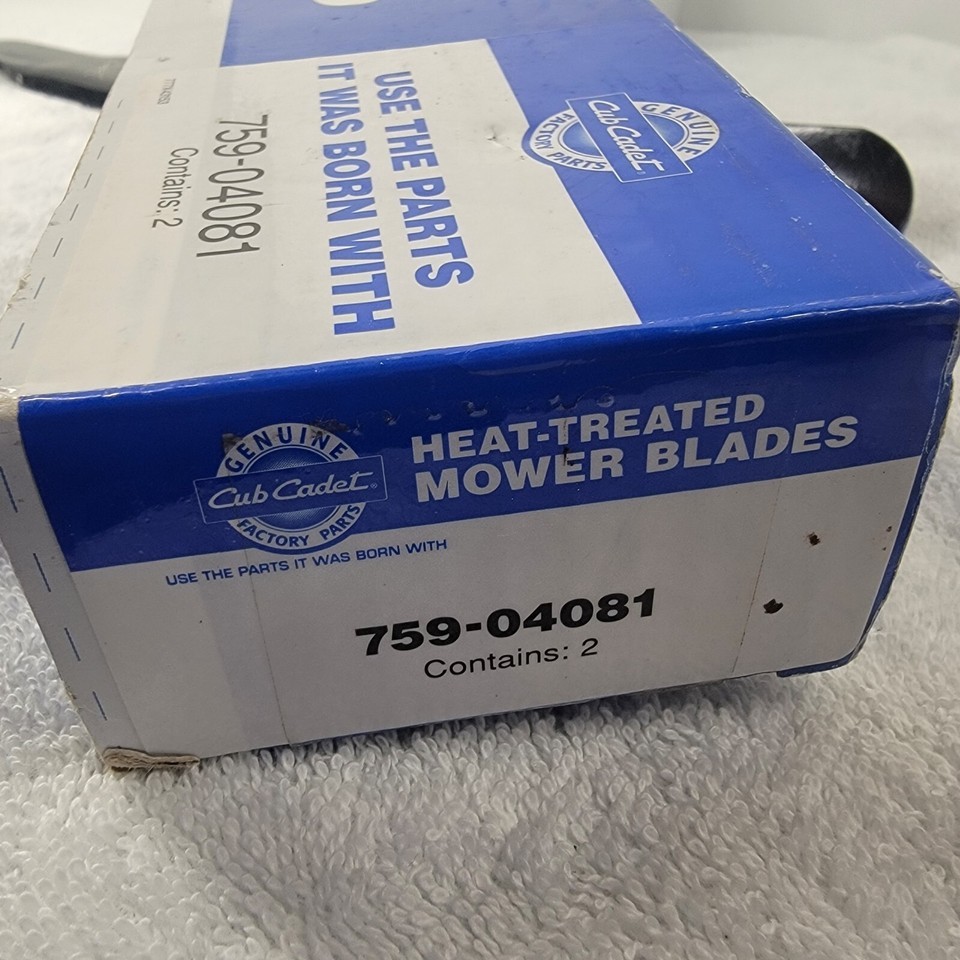 GENUINE
Cub Cadet
FACTORY PARTS
USE THE PARTS
IT WAS BORN WITH
759-04081
Contains: 2
GENUINE
Cub Cadet®
FACTORY PARTS
HEAT-TREATED
MOWER BLADES
USE THE PARTS IT WAS BORN WITH
759-04081
Contains: 2